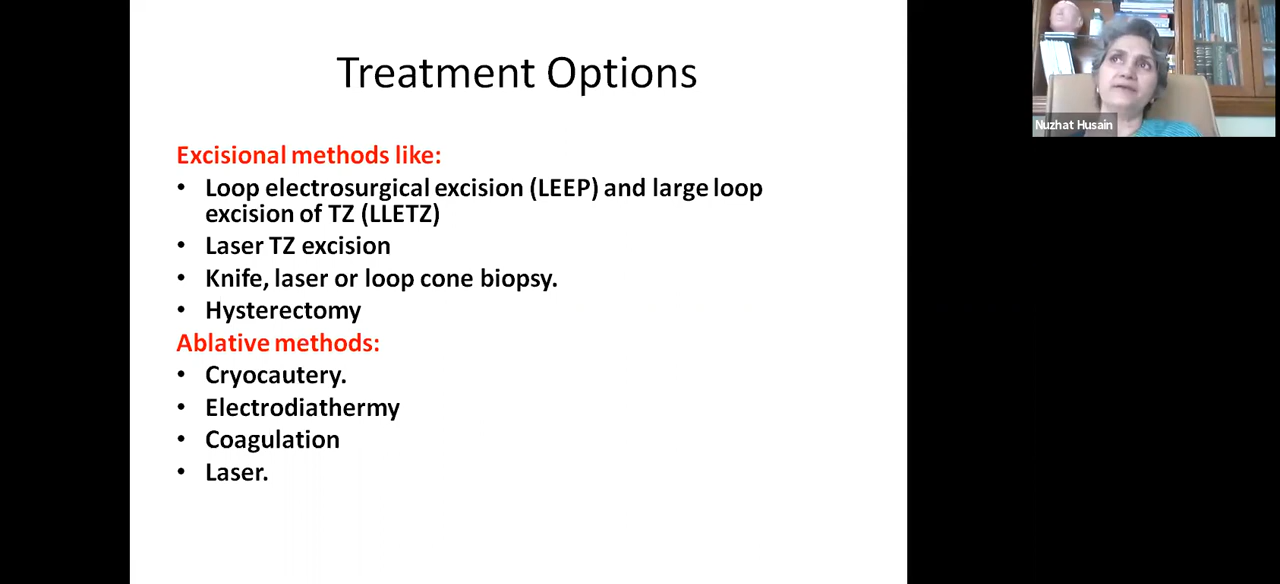 Treatment Options
Nuzhat Husain
Excisional methods like:
• Loop electrosurgical excision (LEEP) and large loop
excision of TZ (LLETZ)
• Laser TZ excision
• Knife, laser or loop cone biopsy.
• Hysterectomy
Ablative methods:
• Cryocautery.
• Electrodiathermy
• Coagulation
• Laser.